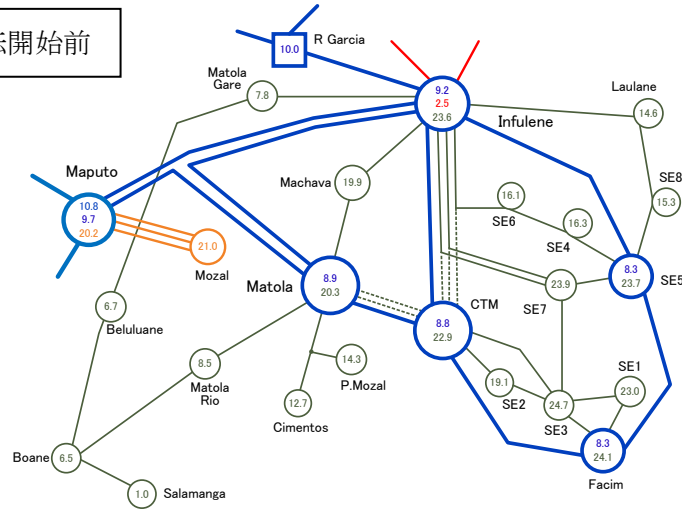 開始前
R Garcia
10.0
Matola
Gare
7.8
9.2
2.5
23.6
Infulene
Laulane
14.6
Maputo
10.8
9.7
20.2
21.0
Mozal
Machava
19.9
16.1
SE6
16.3
SE4
SE8
15.3
Matola
8.9
20.3
CTM
8.8
22.9
23.9
SE7
8.3
23.7
SE5
6.7
Beluluane
8.5
Matola
Rio
14.3
P.Mozal
12.7
Cimentos
19.1
SE2
24.7
SE3
SE1
23.0
8.3
24.1
Facim
Boane
6.5
1.0
Salamanga